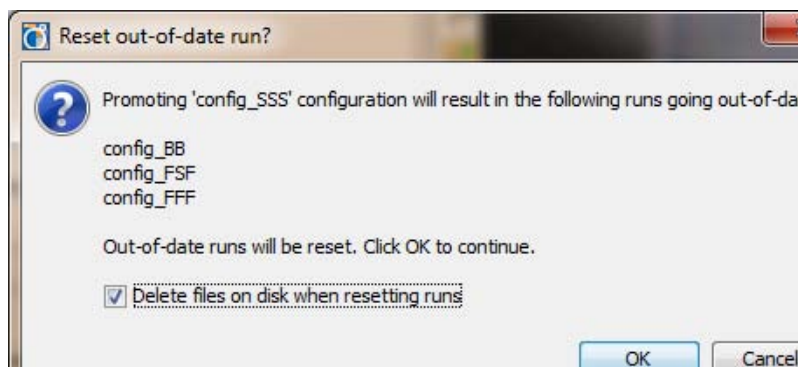 Reset out-of-date run?
Promoting 'config_SSS' configuration will result in the following runs going out-of-da
config_BB
config_FSF
config_FFF
Out-of-date runs will be reset. Click OK to continue.
Delete files on disk when resetting runs
OK
Cancel